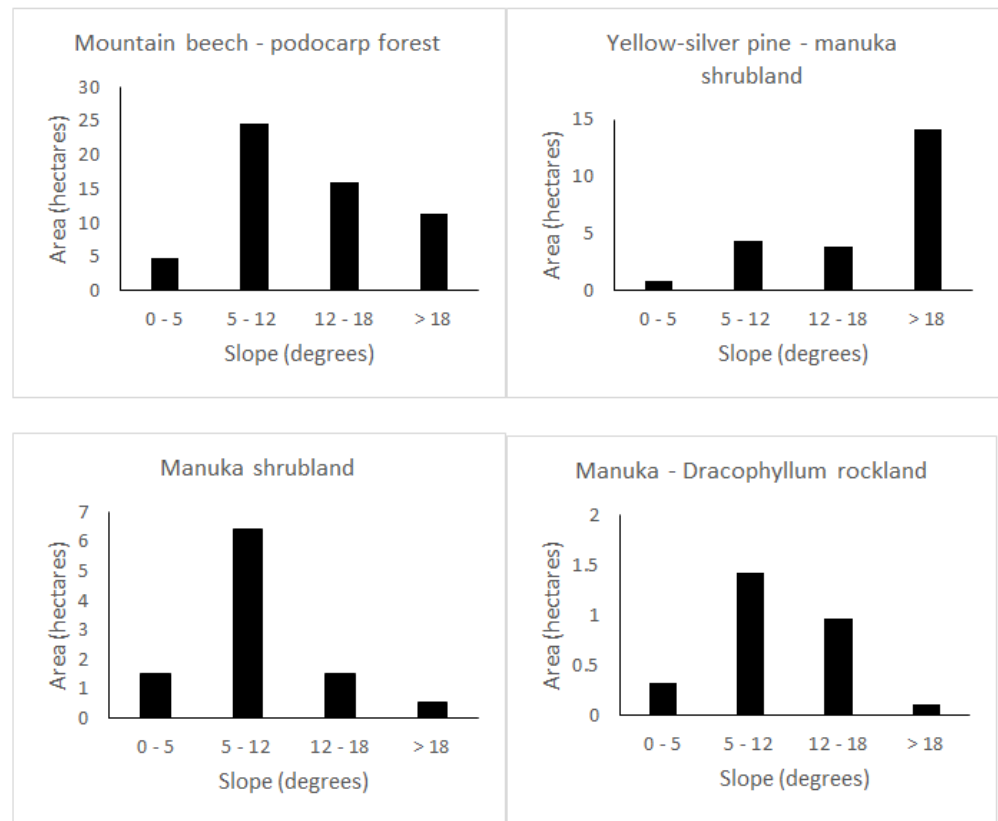 Mountain beech - podocarp forest
Area (hectares)
30
25
20
15
10
5
0
0 - 5 5 - 12 12 - 18 > 18
Slope (degrees)
Yellow-silver pine - manuka
shrubland
Area (hectares)
15
10
5
0
0 - 5 5 - 12 12 - 18 > 18
Slope (degrees)
Manuka shrubland
Area (hectares)
7
6
5
4
3
2
1
0
0 - 5 5 - 12 12 - 18 > 18
Slope (degrees)
Manuka - Dracophyllum rockland
Area (hectares)
2
1.5
1
0.5
0
0 - 5 5 - 12 12 - 18 > 18
Slope (degrees)